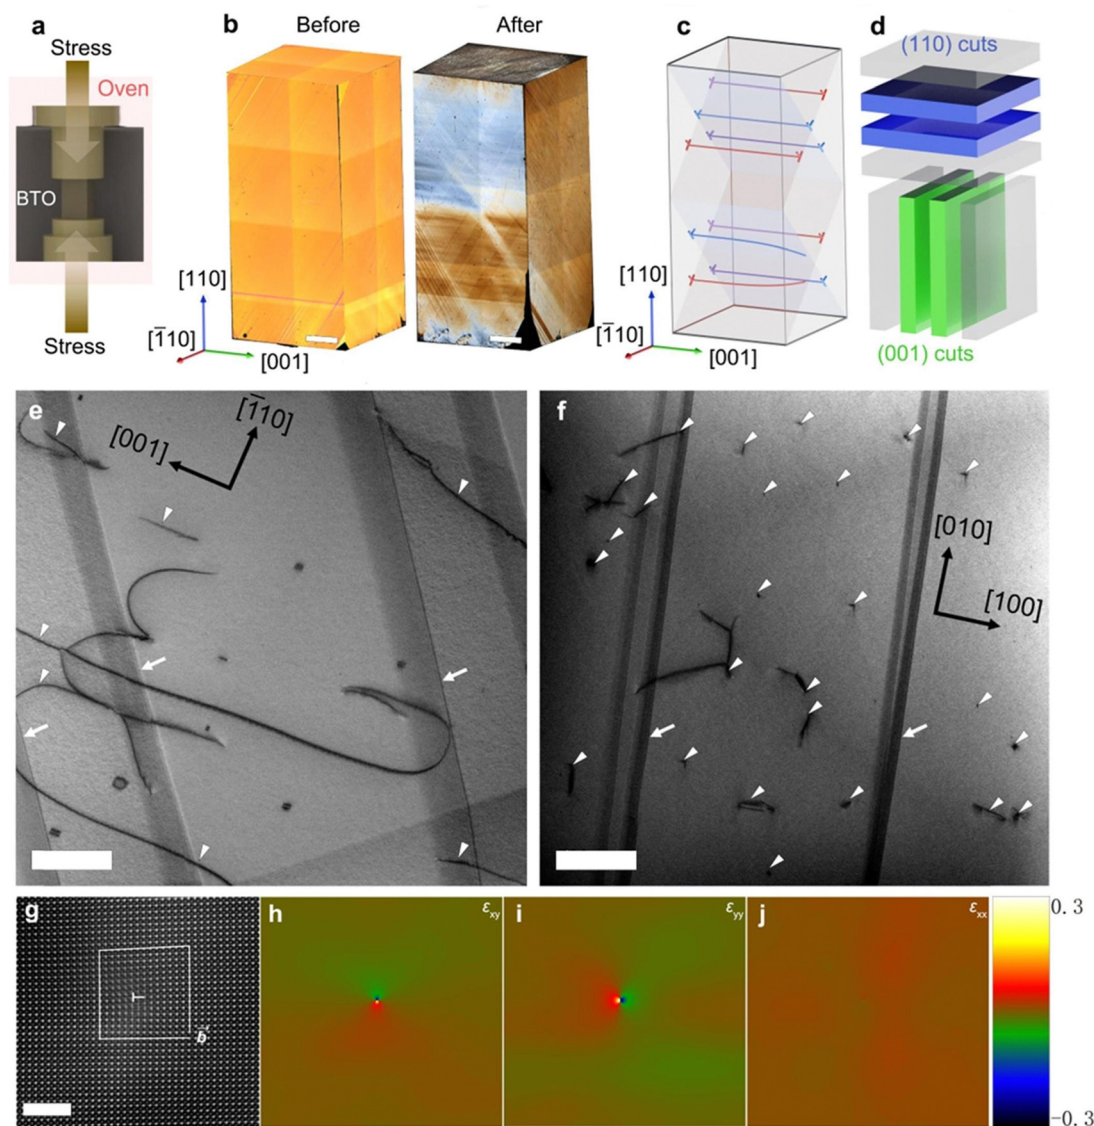 a
Stress
Oven
BTO
Stress
b
Before
After
[110]
[1̅10]
[001]
c
[110]
[1̅10]
[001]
d
(110) cuts
(001) cuts
e
[1̅10]
[001]
f
[010]
[100]
g
b⃗
h
εxy
i
εyy
j
εxx
0.3
-0.3